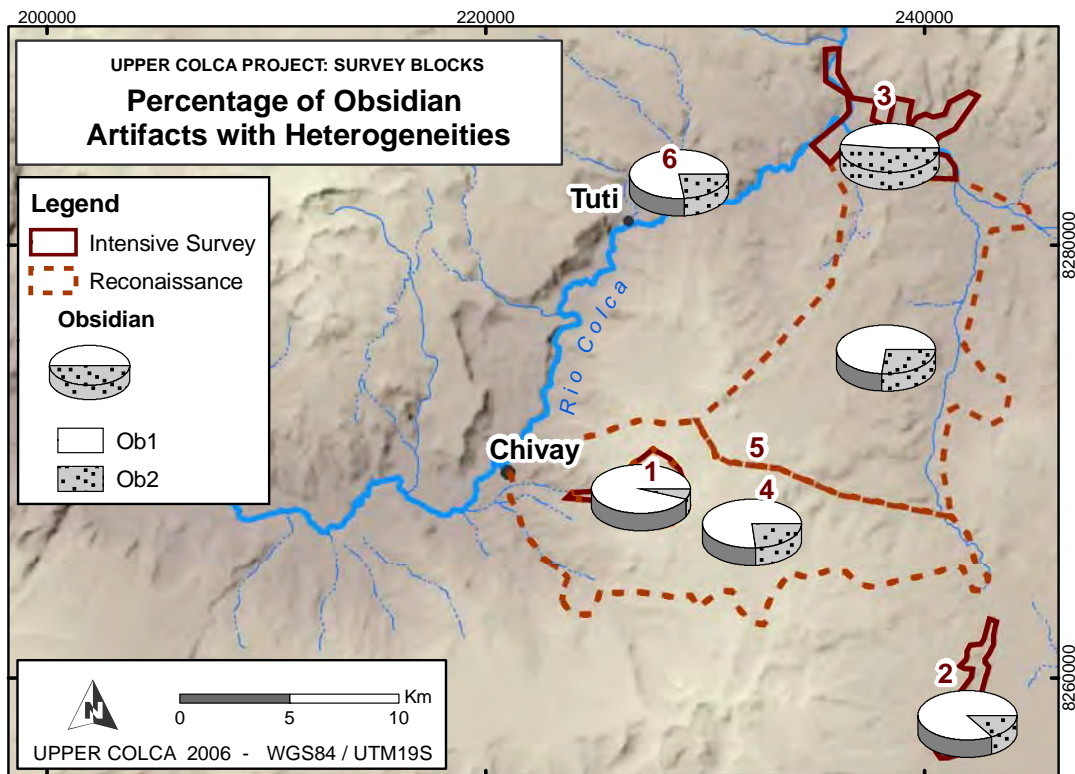 200000
220000
240000
UPPER COLCA PROJECT: SURVEY BLOCKS
Percentage of Obsidian
Artifacts with Heterogeneities
Legend
Intensive Survey
Reconaissance
Obsidian
Ob1
Ob2
3
6
Tuti
8280000
Rio Colca
Chivay
5
1
4
2
8260000
Km
0 5 10
N
UPPER COLCA 2006 - WGS84 / UTM19S